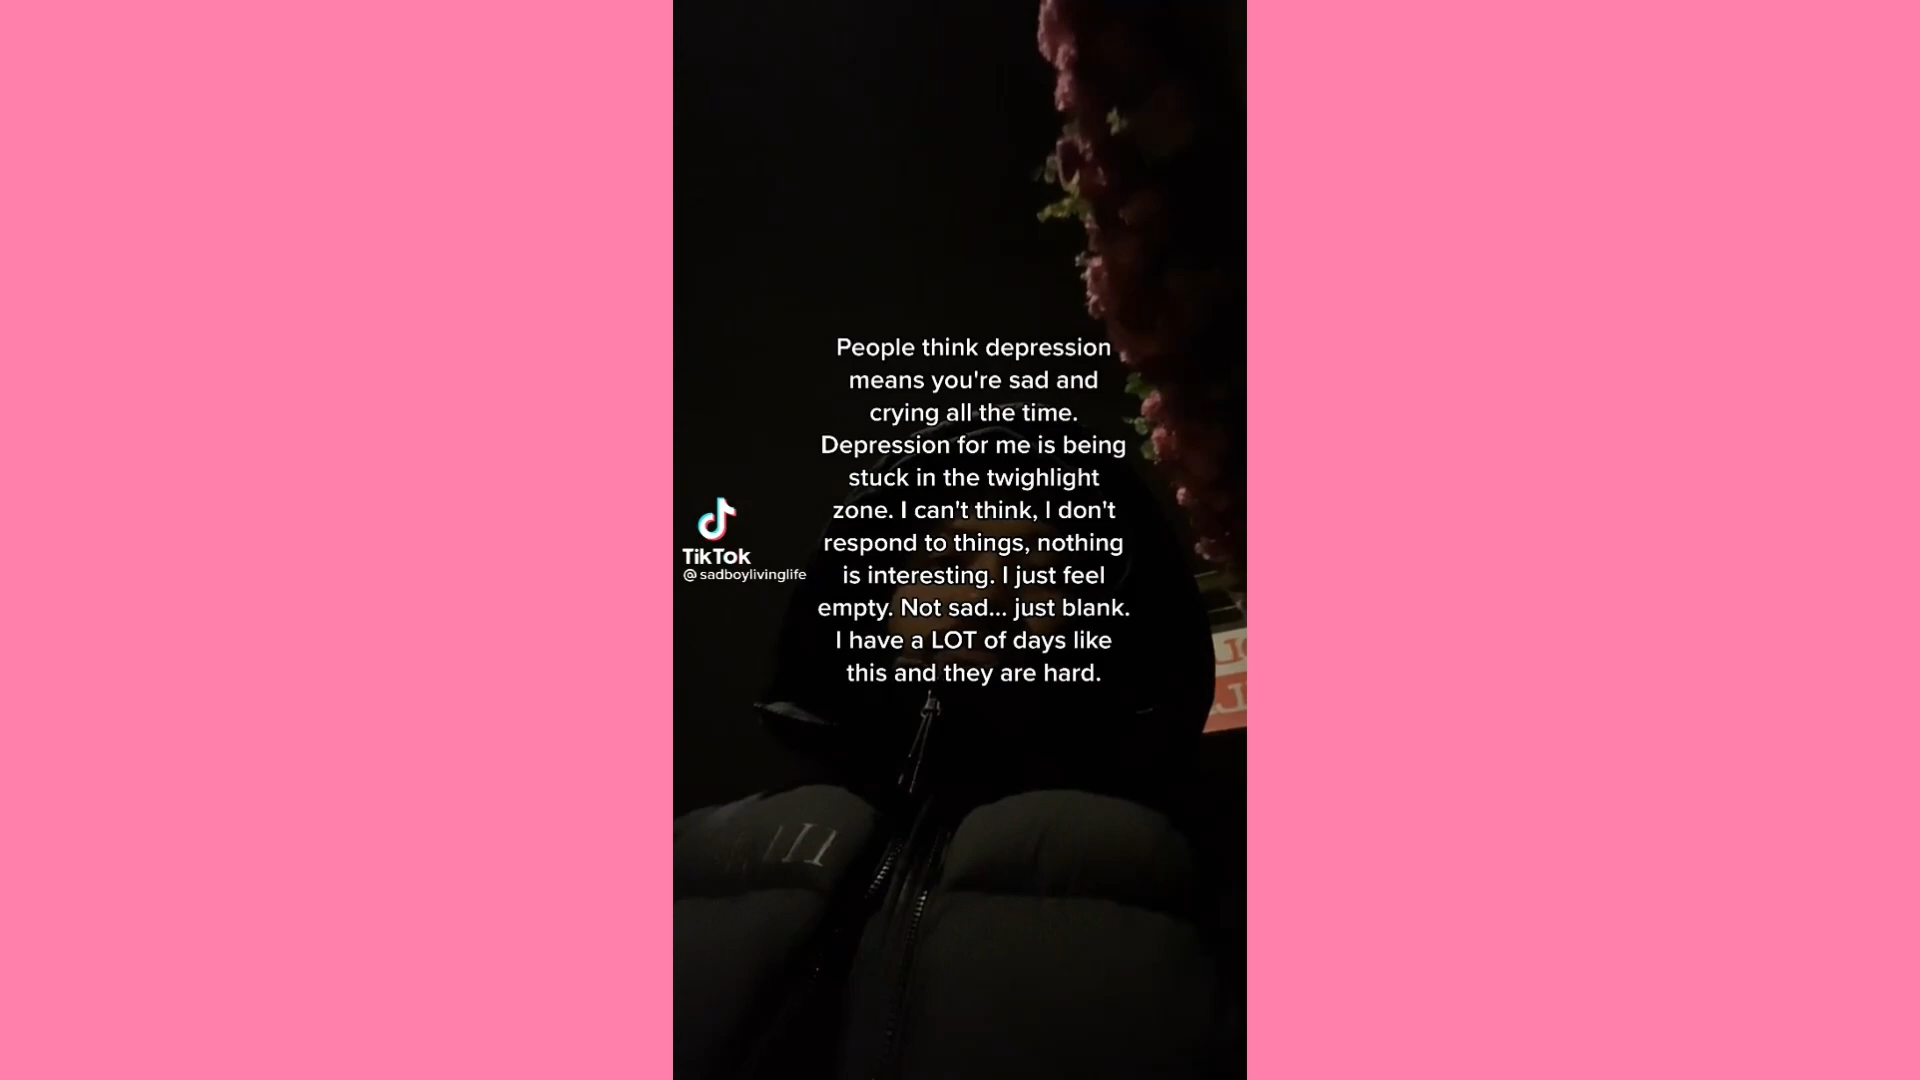 People think depression
means you're sad and
crying all the time.
Depression for me is being
stuck in the twighlight
zone. I can't think, I don't
respond to things, nothing
is interesting. I just feel
empty. Not sad... just blank.
I have a LOT of days like
this and they are hard.
TikTok
@sadboylivinglife